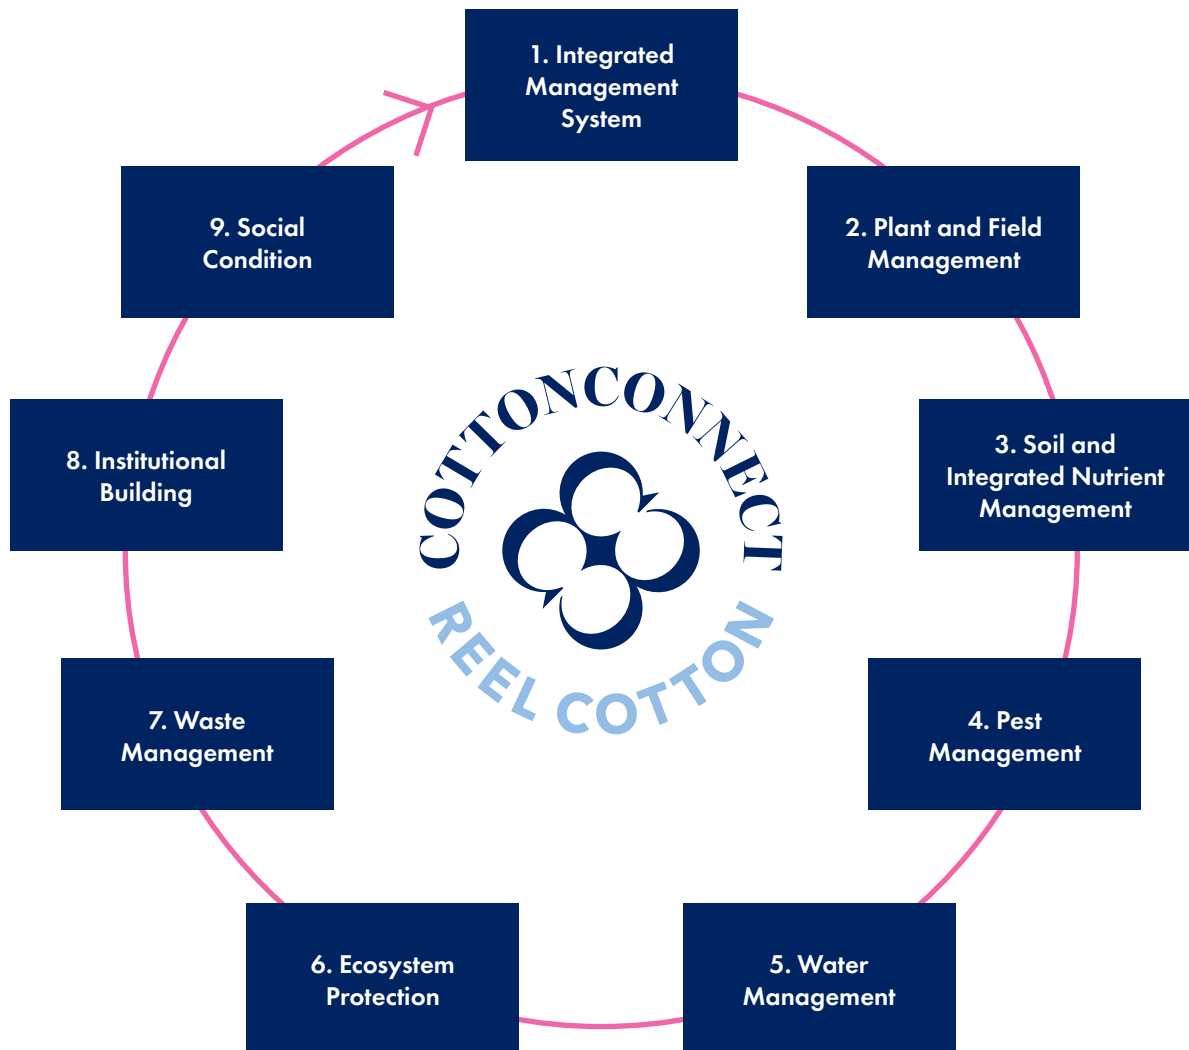 1. Integrated
Management
System
2. Plant and Field
Management
3. Soil and
Integrated Nutrient
Management
4. Pest
Management
5. Water
Management
6. Ecosystem
Protection
7. Waste
Management
8. Institutional
Building
9. Social
Condition
COTTONCONNECT
REEL COTTON